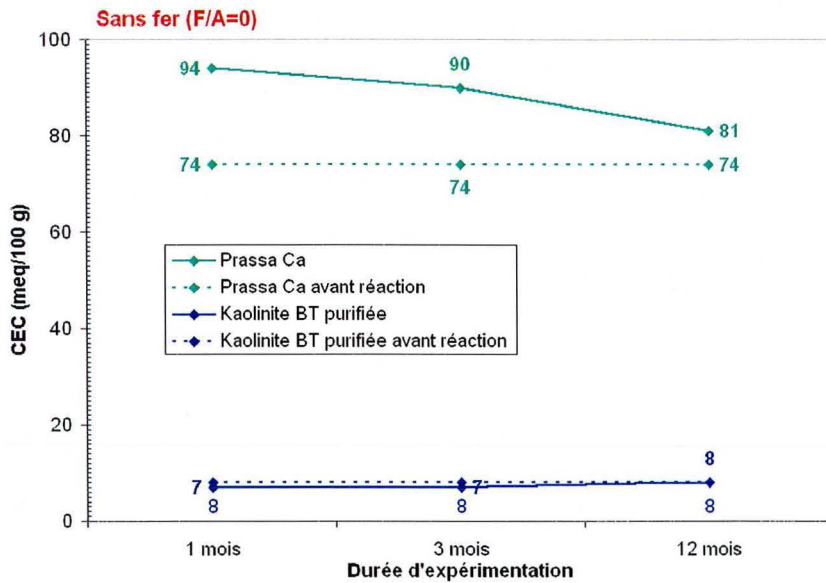 Sans fer (F/A=0)
100
94
90
80
81
74
74
74
60
CEC (meq/100 g)
Prassa Ca
Prassa Ca avant réaction
Kaolinite BT purifiée
Kaolinite BT purifiée avant réaction
40
20
8
7
7
8
8
8
0
1 mois
3 mois
12 mois
Durée d'expérimentation